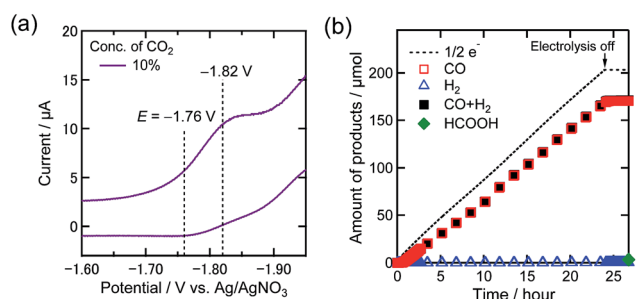 (a)
Conc. of CO₂
10%
−1.82 V
E = −1.76 V
Current / µA
20
15
10
5
0
−1.60
−1.70
−1.80
−1.90
Potential / V vs. Ag/AgNO₃
(b)
1/2 e⁻
CO
H₂
CO+H₂
HCOOH
Electrolysis off
Amount of products / µmol
200
150
100
50
0
0
5
10
15
20
25
Time / hour